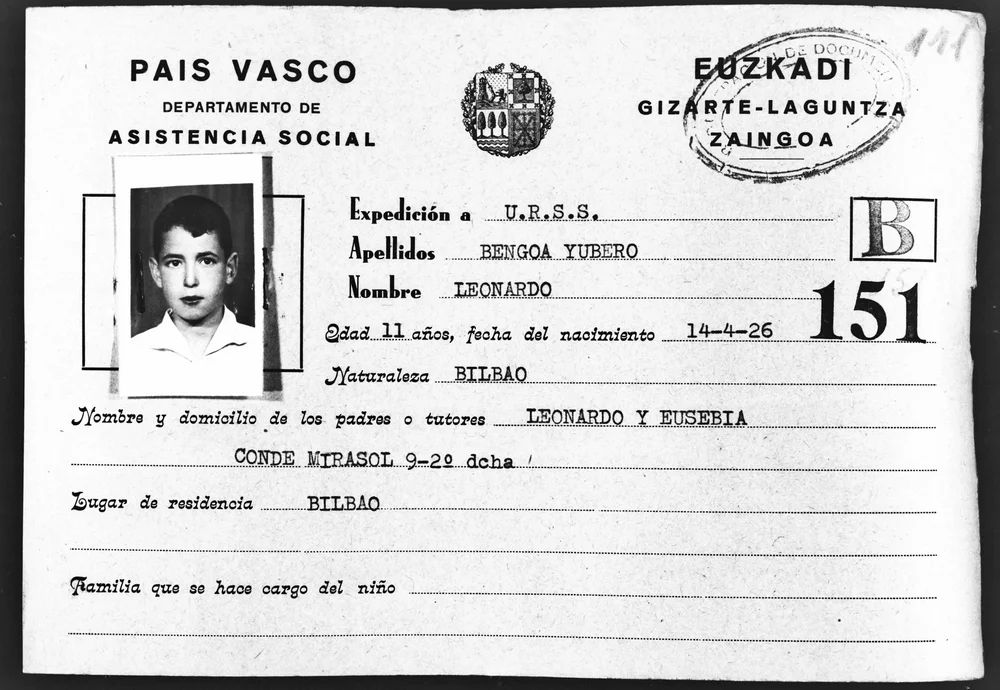 PAIS VASCO
DEPARTAMENTO DE
ASISTENCIA SOCIAL
EUZKADI
GIZARTE-LAGUNTZA
ZAINGOA
DE DOCUMEN
Expedición a U.R.S.S.
Apellidos BENGOA YUBERO
B
Nombre LEONARDO
151
Edad 11 años, fecha del nacimiento 14-4-26
Naturaleza BILBAO
Nombre y domicilio de los padres o tutores LEONARDO Y EUSEBIA
CONDE MIRASOL 9-2º dcha
Lugar de residencia BILBAO
Familia que se hace cargo del niño